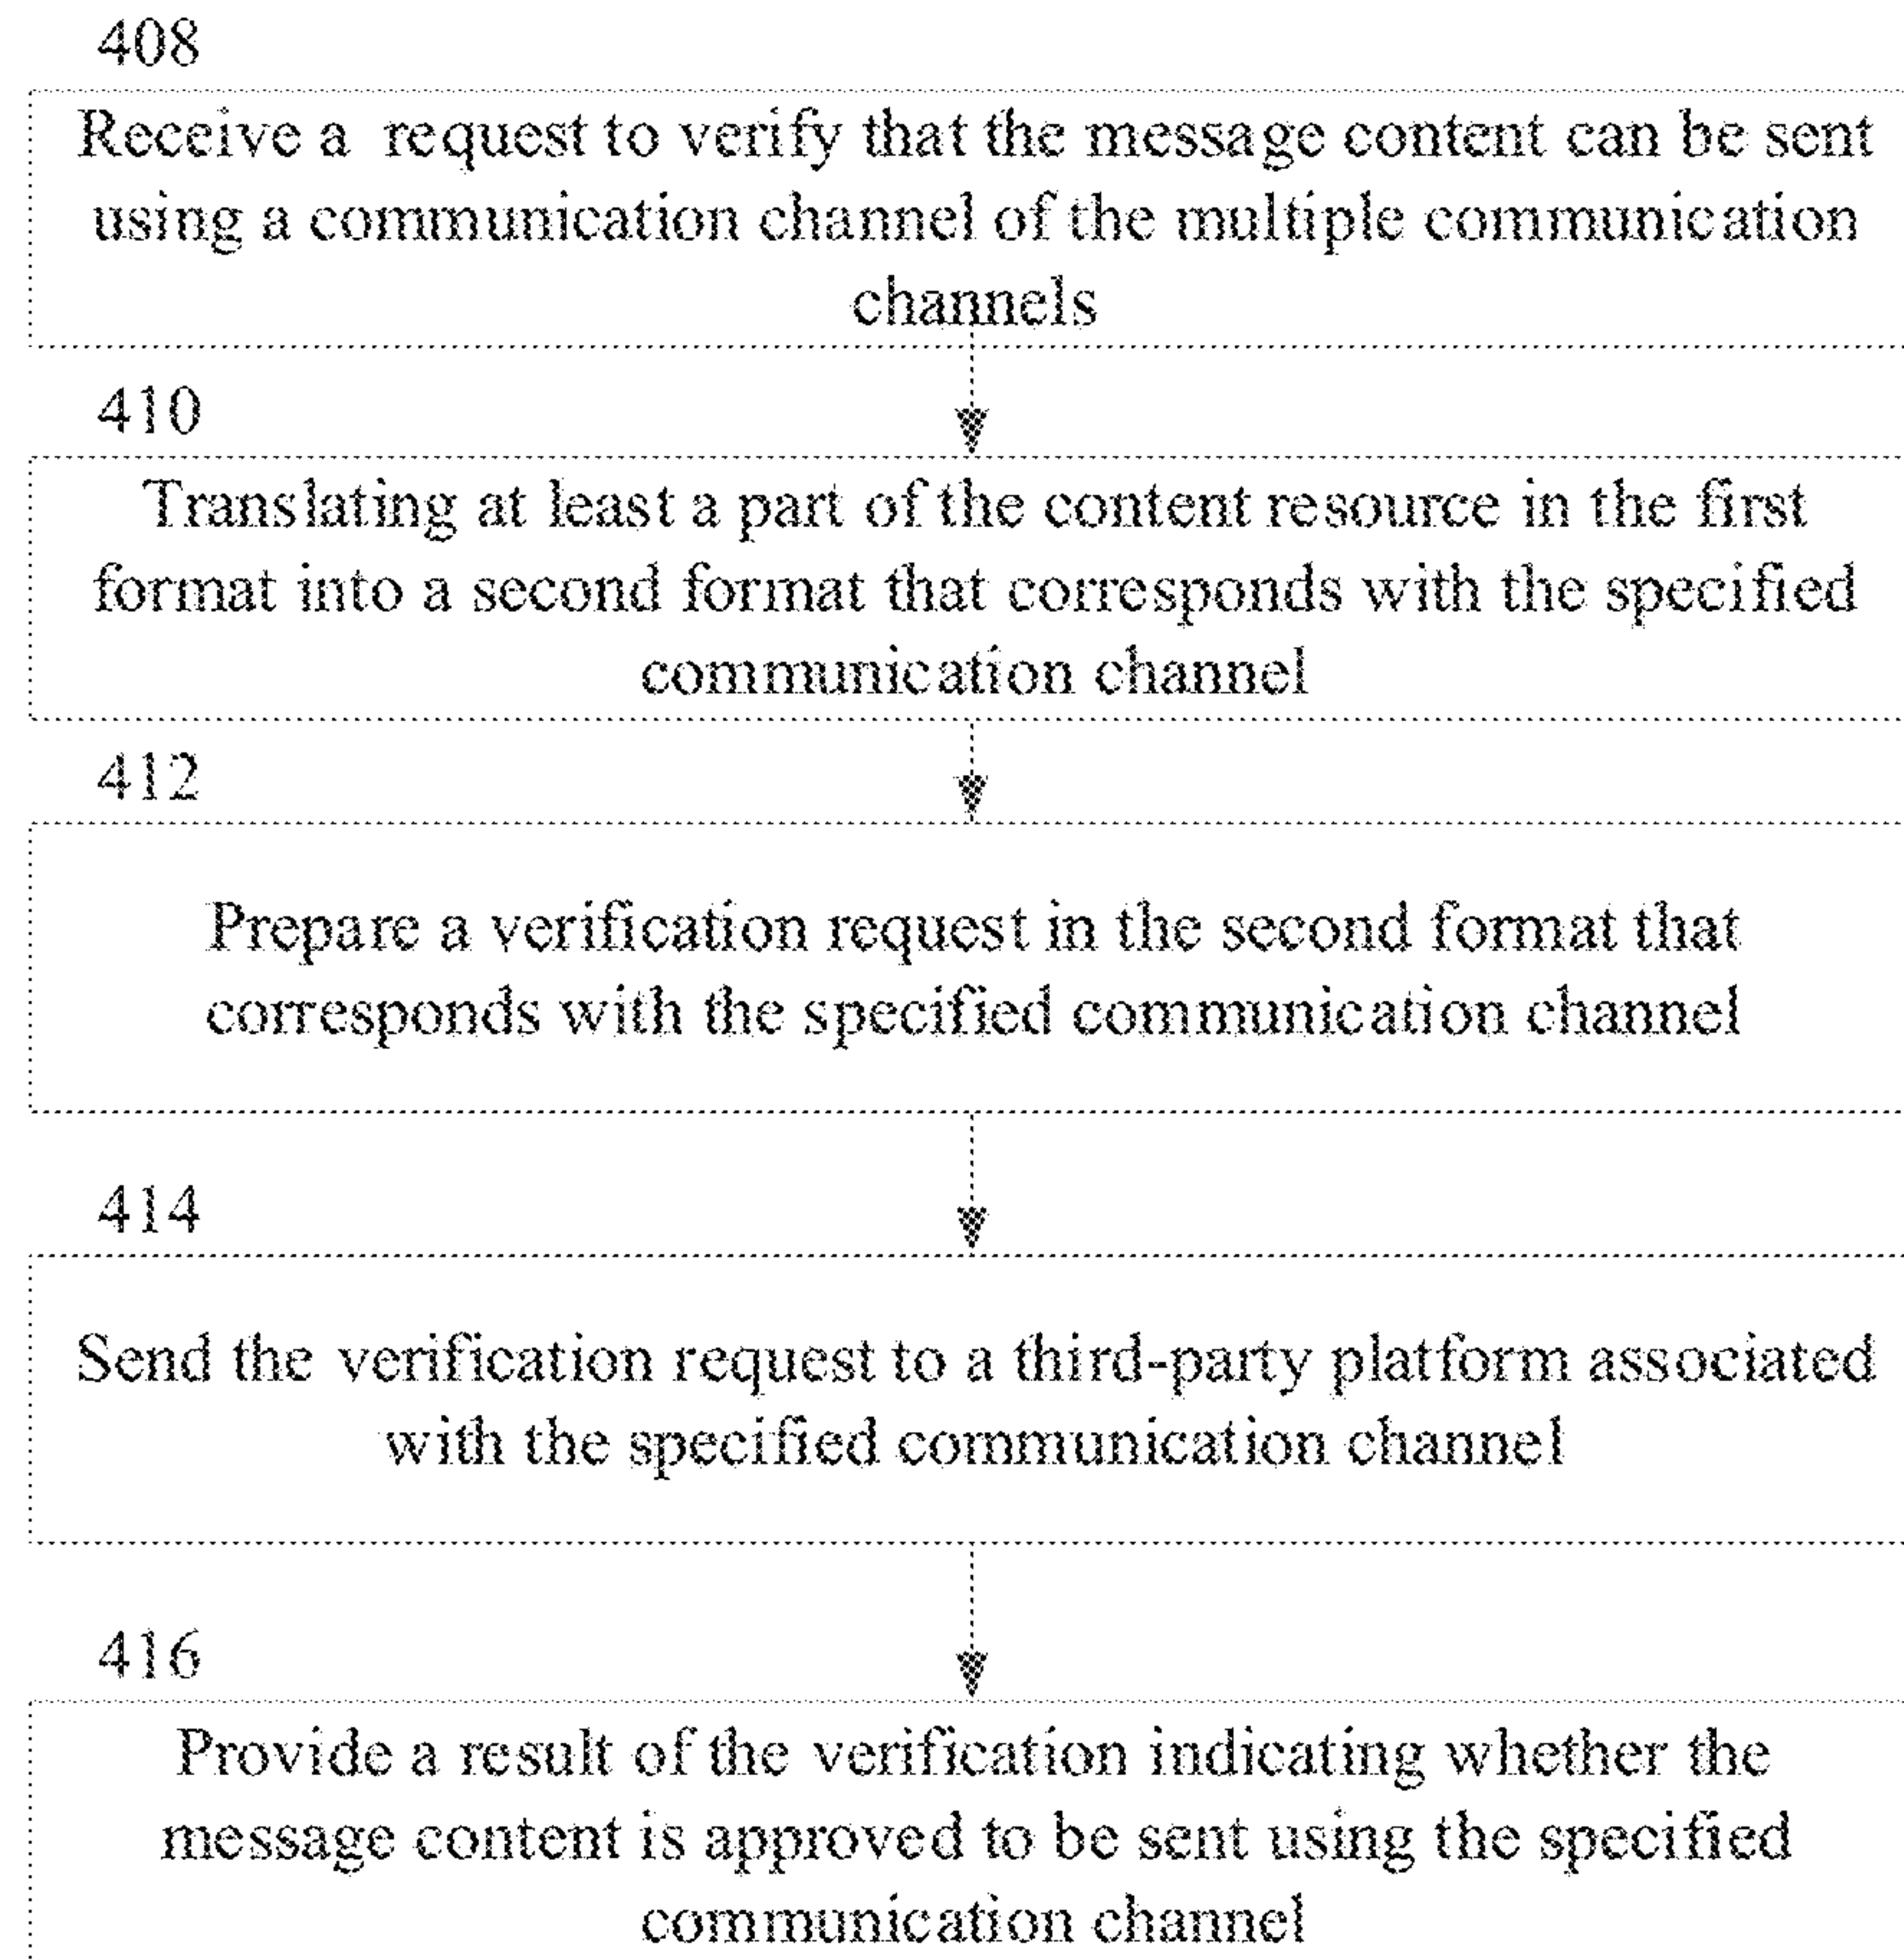 408
Receive a request to verify that the message content can be sent
using a communication channel of the multiple communication
channels
410
Translating at least a part of the content resource in the first
format into a second format that corresponds with the specified
communication channel
412
Prepare a verification request in the second format that
corresponds with the specified communication channel
414
Send the verification request to a third-party platform associated
with the specified communication channel
416
Provide a result of the verification indicating whether the
message content is approved to be sent using the specified
communication channel